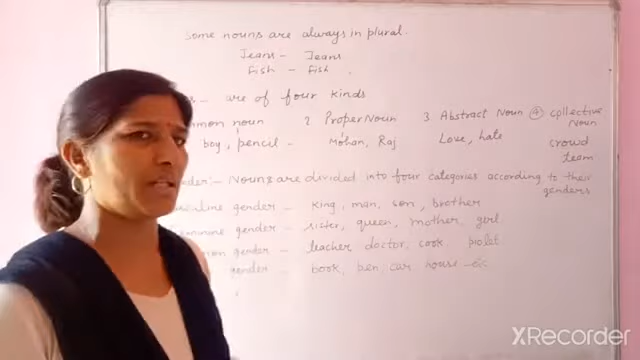 Some nouns are always in plural.
Jeans - Jeans
Fish - Fish .
are of four kinds
noun 2 Proper Noun 3 Abstract Noun ④ collective Noun
boy, pencil - Mohan, Raj Love, hate crowd team
Nouns are divided into four categories according to their genders
gender - king, man, son, brother
gender - sister, queen, mother, girl
gender - teacher doctor, cook, piolet
gender - book, pen car house - etc
XRecorder